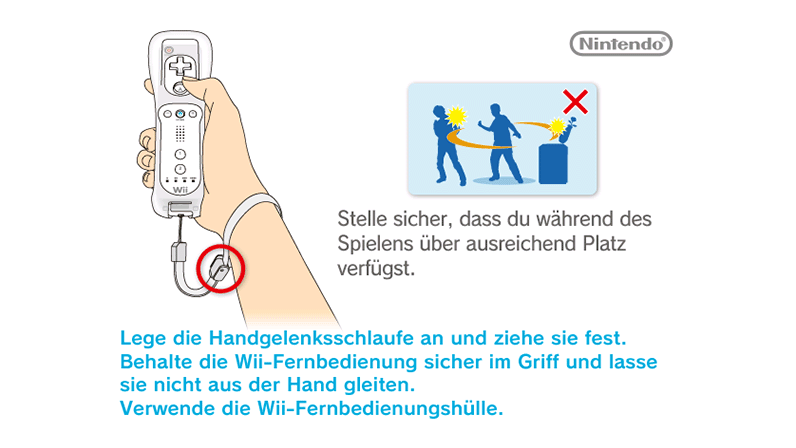 Nintendo®
Wii
Stelle sicher, dass du während des
Spielens über ausreichend Platz
verfügst.
Lege die Handgelenksschlaufe an und ziehe sie fest.
Behalte die Wii-Fernbedienung sicher im Griff und lasse
sie nicht aus der Hand gleiten.
Verwende die Wii-Fernbedienungshülle.